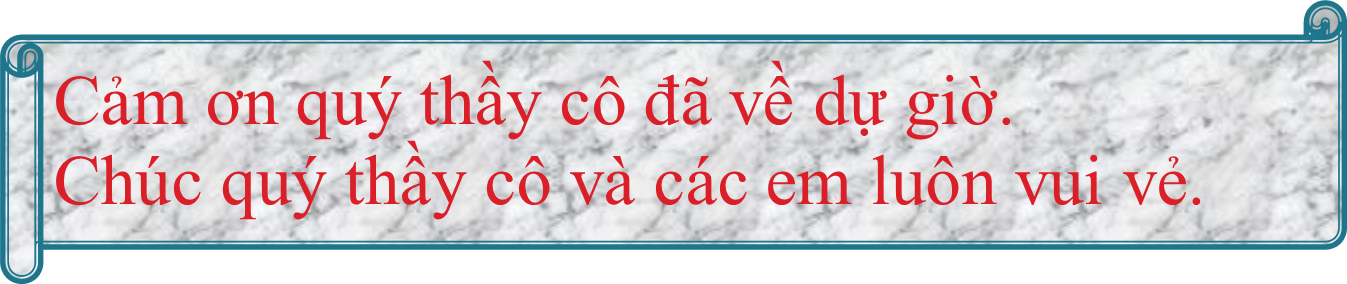 Cảm ơn quý thầy cô đã về dự giờ.
Chúc quý thầy cô và các em luôn vui vẻ.